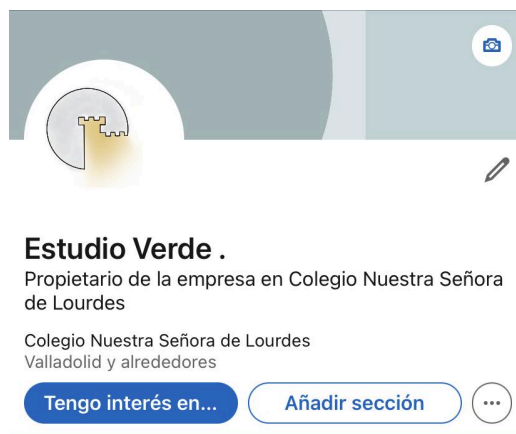 Estudio Verde .
Propietario de la empresa en Colegio Nuestra Señora
de Lourdes
Colegio Nuestra Señora de Lourdes
Valladolid y alrededores
Tengo interés en...
Añadir sección